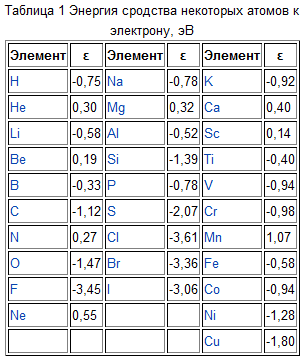 Таблица 1 Энергия сродства некоторых атомов к
электрону, эВ
Элемент ε Элемент ε Элемент ε
H -0,75 Na -0,78 K -0,92
He 0,30 Mg 0,32 Ca 0,40
Li -0,58 Al -0,52 Sc 0,14
Be 0,19 Si -1,39 Ti -0,40
B -0,33 P -0,78 V -0,94
C -1,12 S -2,07 Cr -0,98
N 0,27 Cl -3,61 Mn 1,07
O -1,47 Br -3,36 Fe -0,58
F -3,45 I -3,06 Co -0,94
Ne 0,55 Ni -1,28
Cu -1,80